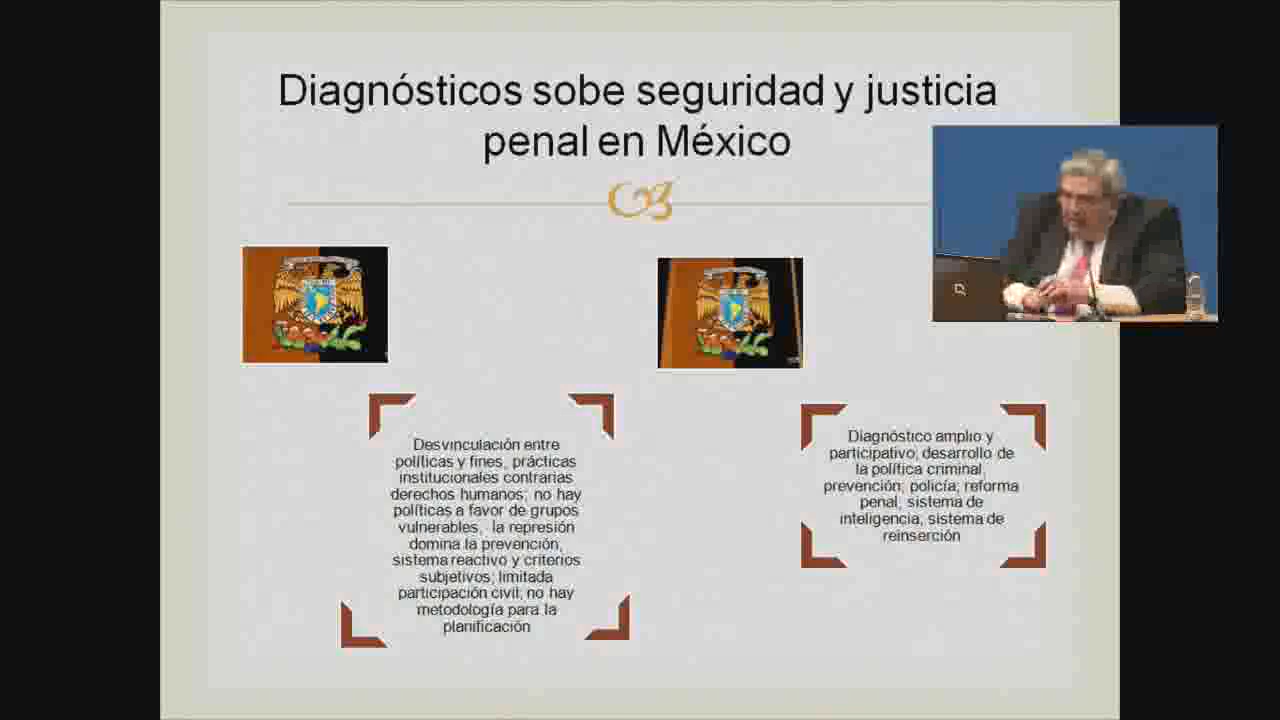 Diagnósticos sobe seguridad y justicia
penal en México
Desvinculación entre
políticas y fines, prácticas
institucionales contrarias
derechos humanos; no hay
políticas a favor de grupos
vulnerables, la represión
domina la prevención,
sistema reactivo y criterios
subjetivos; limitada
participación civil; no hay
metodología para la
planificación
Diagnóstico amplio y
participativo; desarrollo de
la política criminal,
prevención; policía; reforma
penal, sistema de
inteligencia, sistema de
reinserción